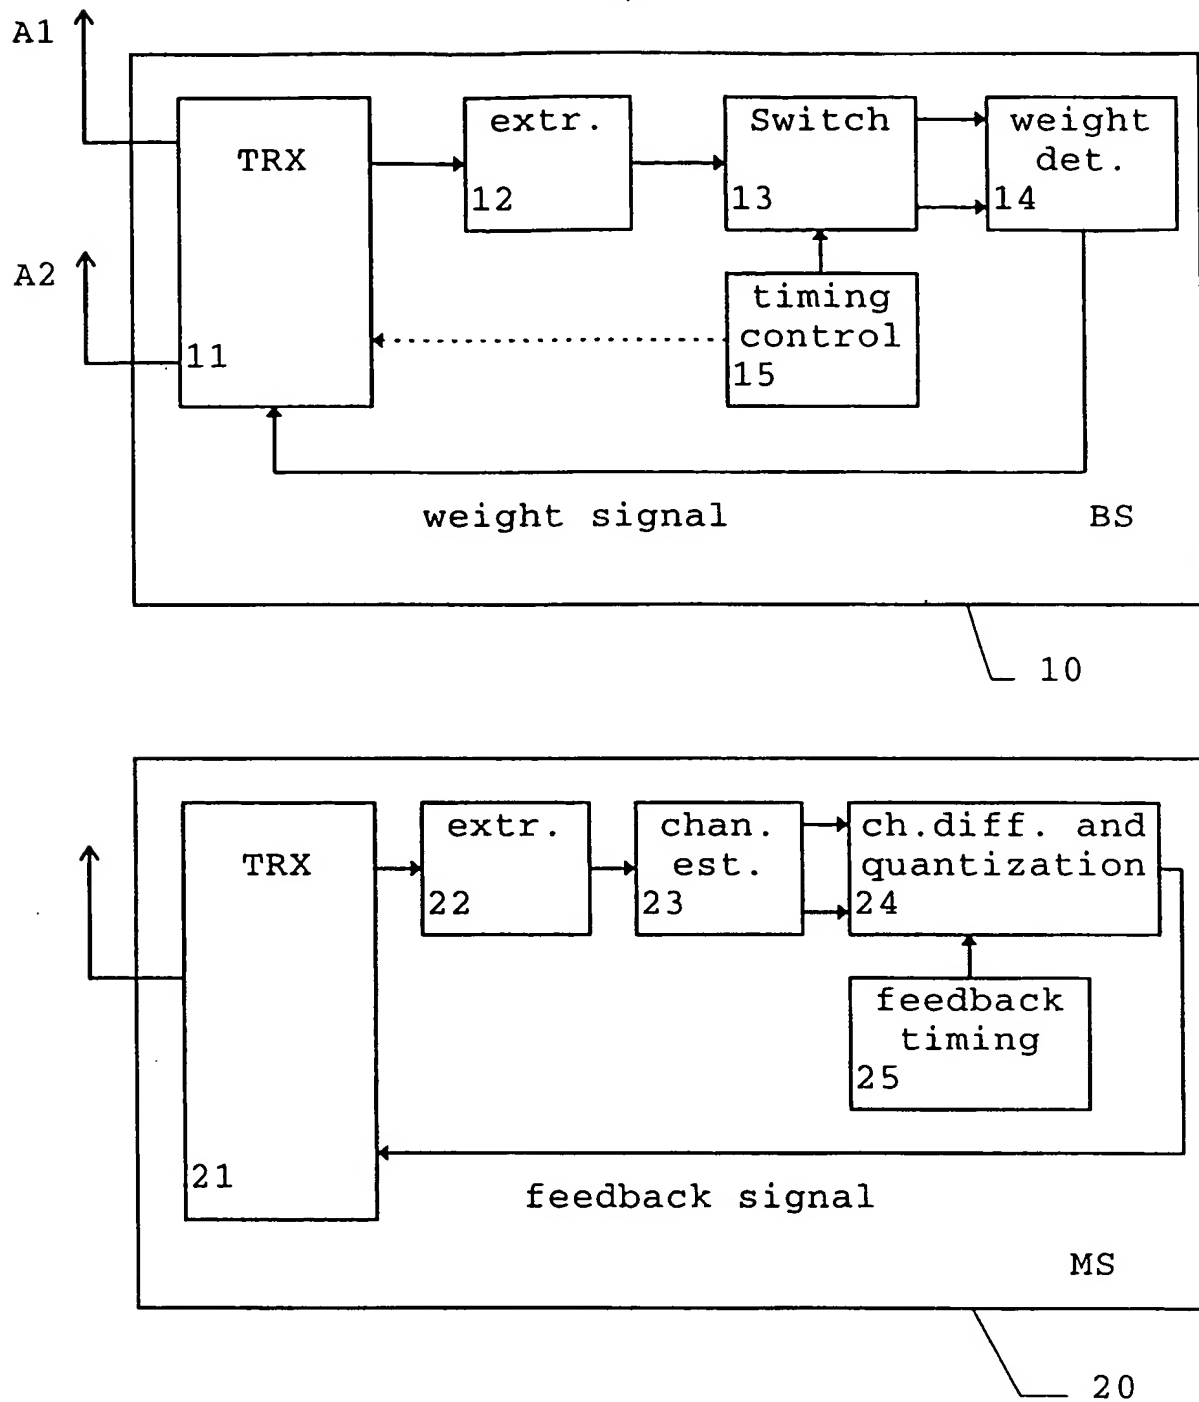 A1
TRX
11
extr.
12
Switch
13
weight
det.
14
A2
timing
control
15
weight signal
BS
10
TRX
21
extr.
22
chan.
est.
23
ch.diff. and
quantization
24
feedback
timing
25
feedback signal
MS
20